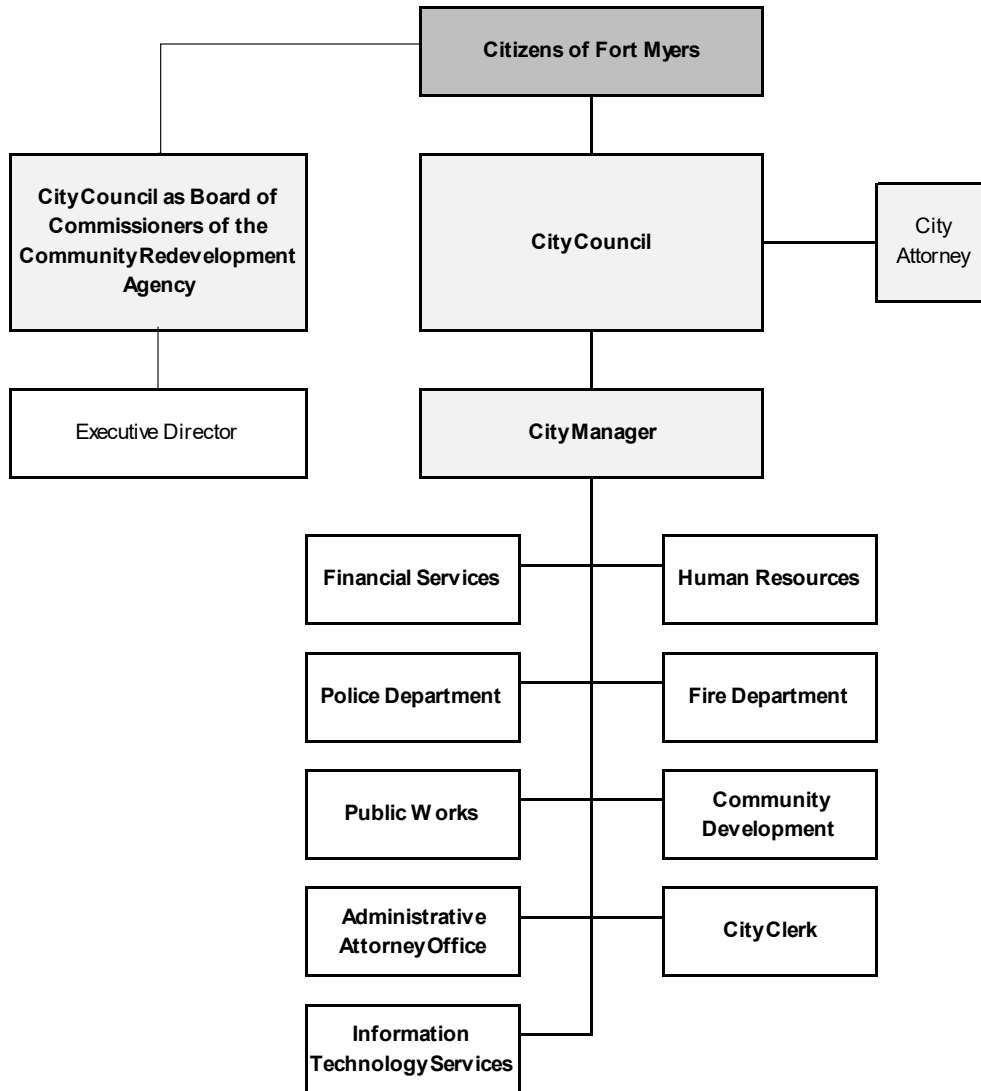 Citizens of Fort Myers
City Council as Board of
Commissioners of the
Community Redevelopment
Agency
City Council
City
Attorney
Executive Director
City Manager
Financial Services
Human Resources
Police Department
Fire Department
Public Works
Community
Development
Administrative
Attorney Office
City Clerk
Information
Technology Services